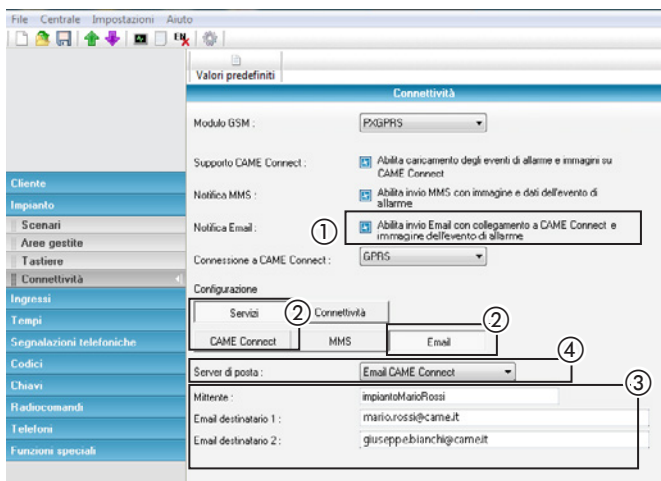 File Centrale Impostazioni Aiuto
EN
Valori predefiniti
Connettività
Modulo GSM :
PXGPRS
Supporto CAME Connect :
Abilita caricamento degli eventi di allarme e immagini su
CAME Connect
Notifica MMS :
Abilita invio MMS con immagine e dati dell'evento di
allarme
Notifica Email :
1
Abilita invio Email con collegamento a CAME Connect e
immagine dell'evento di allarme
Connessione a CAME Connect :
GPRS
Configurazione
Servizi
2
Connettività
2
CAME Connect
MMS
Email
4
Server di posta :
Email CAME Connect
3
Mittente :
impiantoMarioRossi
Email destinatario 1 :
mario.rossi@came.it
Email destinatario 2 :
giuseppe.bianchi@came.it
Cliente
Impianto
Scenari
Aree gestite
Tastiere
Connettività
Ingressi
Tempi
Segnalazioni telefoniche
Codici
Chiavi
Radiocomandi
Telefoni
Funzioni speciali